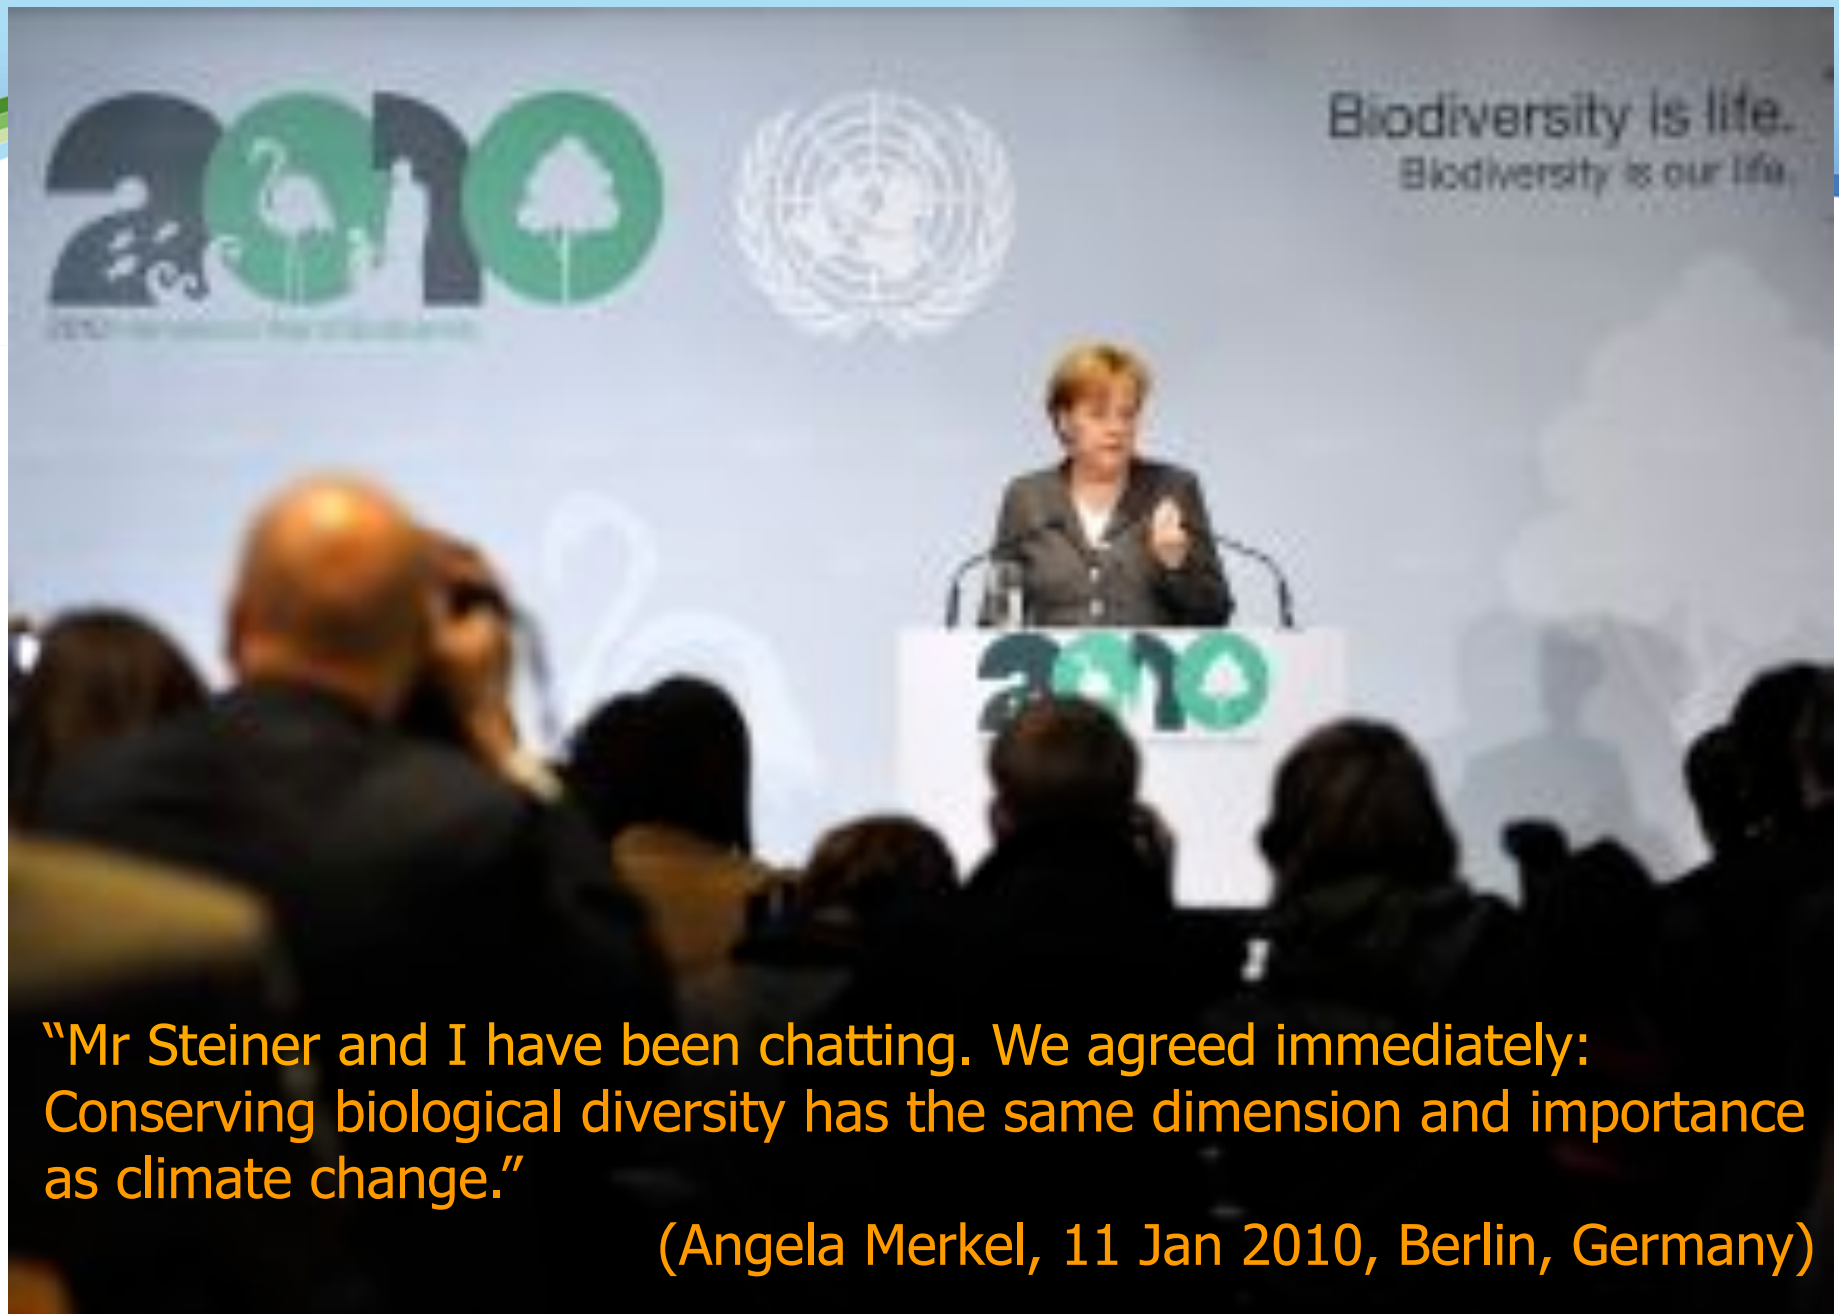 2010
Biodiversity is life.
Biodiversity is our life.
2010
“Mr Steiner and I have been chatting. We agreed immediately:
Conserving biological diversity has the same dimension and importance
as climate change.”
(Angela Merkel, 11 Jan 2010, Berlin, Germany)